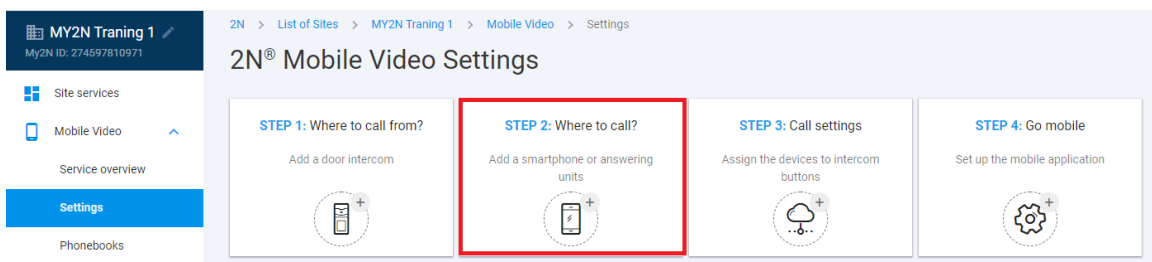 MY2N Traning 1
My2N ID: 274597810971
Site services
Mobile Video
Service overview
Settings
Phonebooks
2N > List of Sites > MY2N Traning 1 > Mobile Video > Settings
2N® Mobile Video Settings
STEP 1: Where to call from?
Add a door intercom
+
STEP 2: Where to call?
Add a smartphone or answering
units
+
STEP 3: Call settings
Assign the devices to intercom
buttons
+
STEP 4: Go mobile
Set up the mobile application
+